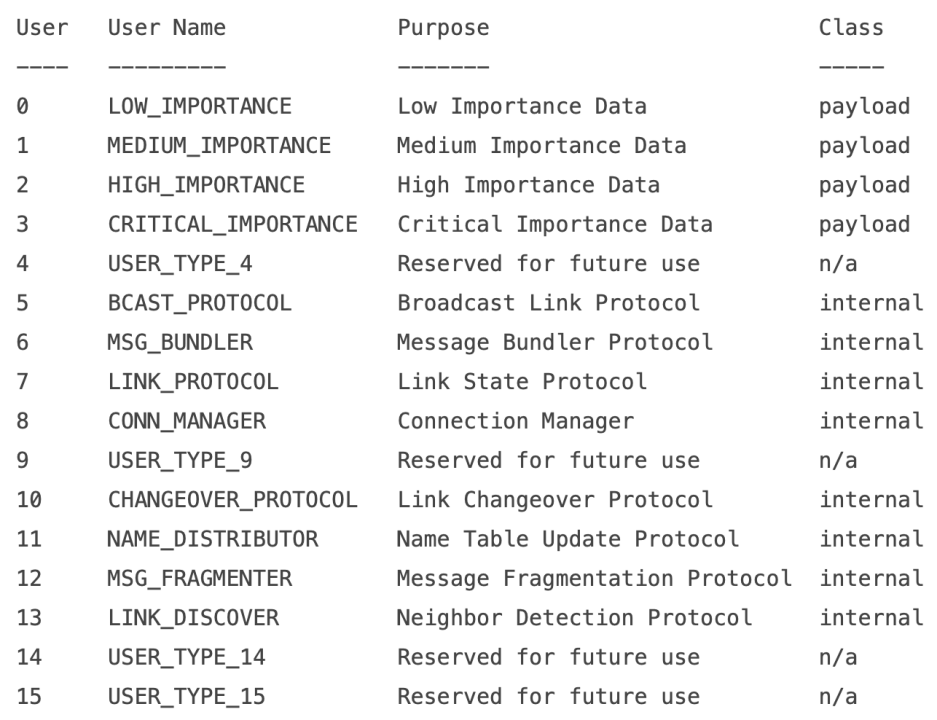 User   User Name            Purpose                         Class
----   ---------            -------                         -----
0      LOW_IMPORTANCE       Low Importance Data             payload
1      MEDIUM_IMPORTANCE    Medium Importance Data          payload
2      HIGH_IMPORTANCE      High Importance Data            payload
3      CRITICAL_IMPORTANCE  Critical Importance Data        payload
4      USER_TYPE_4          Reserved for future use         n/a
5      BCAST_PROTOCOL       Broadcast Link Protocol         internal
6      MSG_BUNDLER          Message Bundler Protocol        internal
7      LINK_PROTOCOL        Link State Protocol             internal
8      CONN_MANAGER         Connection Manager              internal
9      USER_TYPE_9          Reserved for future use         n/a
10     CHANGEOVER_PROTOCOL  Link Changeover Protocol        internal
11     NAME_DISTRIBUTOR     Name Table Update Protocol      internal
12     MSG_FRAGMENTER       Message Fragmentation Protocol  internal
13     LINK_DISCOVER        Neighbor Detection Protocol     internal
14     USER_TYPE_14         Reserved for future use         n/a
15     USER_TYPE_15         Reserved for future use         n/a